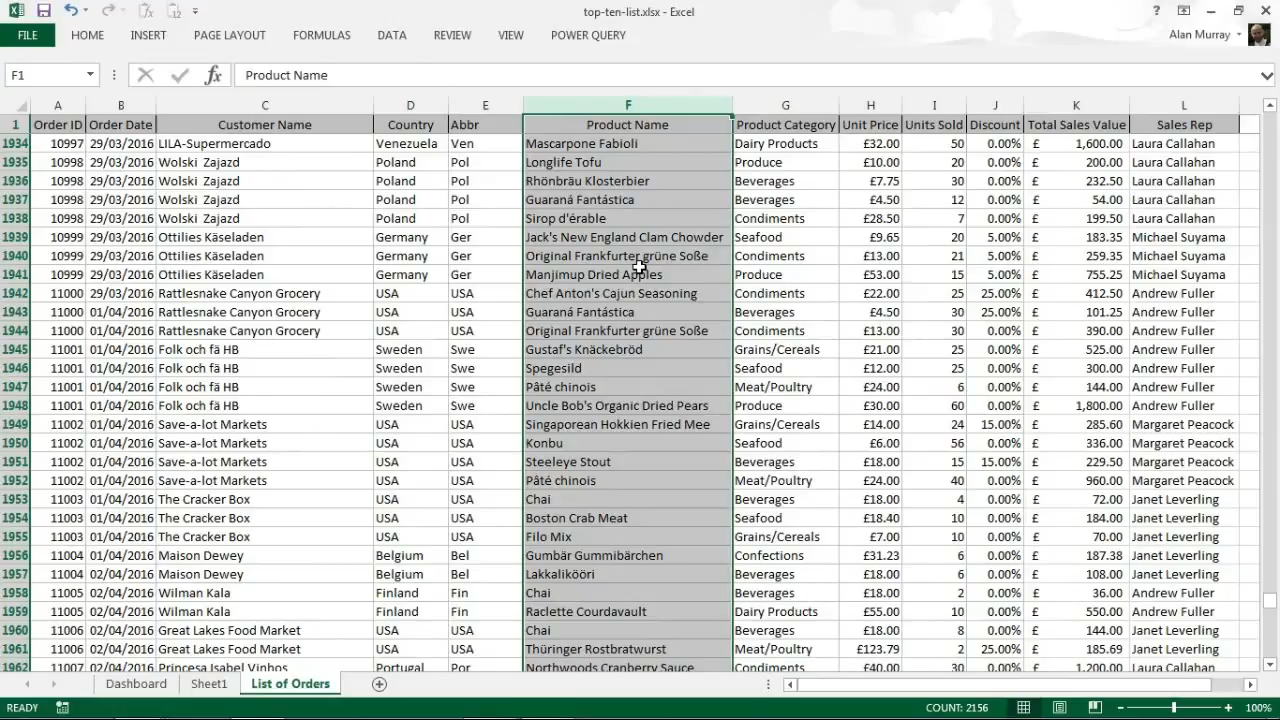 top-ten-list.xlsx - Excel
FILE HOME INSERT PAGE LAYOUT FORMULAS DATA REVIEW VIEW POWER QUERY Alan Murray
F1 fx Product Name
A B C D E F G H I J K L
1 Order ID Order Date Customer Name Country Abbr Product Name Product Category Unit Price Units Sold Discount Total Sales Value Sales Rep
1934 10997 29/03/2016 LILA-Supermercado Venezuela Ven Mascarpone Fabioli Dairy Products £32.00 50 0.00% £ 1,600.00 Laura Callahan
1935 10998 29/03/2016 Wolski Zajazd Poland Pol Longlife Tofu Produce £10.00 20 0.00% £ 200.00 Laura Callahan
1936 10998 29/03/2016 Wolski Zajazd Poland Pol Rhönbräu Klosterbier Beverages £7.75 30 0.00% £ 232.50 Laura Callahan
1937 10998 29/03/2016 Wolski Zajazd Poland Pol Guaraná Fantástica Beverages £4.50 12 0.00% £ 54.00 Laura Callahan
1938 10998 29/03/2016 Wolski Zajazd Poland Pol Sirop d'érable Condiments £28.50 7 0.00% £ 199.50 Laura Callahan
1939 10999 29/03/2016 Ottilies Käseladen Germany Ger Jack's New England Clam Chowder Seafood £9.65 20 5.00% £ 183.35 Michael Suyama
1940 10999 29/03/2016 Ottilies Käseladen Germany Ger Original Frankfurter grüne Soße Condiments £13.00 21 5.00% £ 259.35 Michael Suyama
1941 10999 29/03/2016 Ottilies Käseladen Germany Ger Manjimup Dried Apples Produce £53.00 15 5.00% £ 755.25 Michael Suyama
1942 11000 29/03/2016 Rattlesnake Canyon Grocery USA USA Chef Anton's Cajun Seasoning Condiments £22.00 25 25.00% £ 412.50 Andrew Fuller
1943 11000 01/04/2016 Rattlesnake Canyon Grocery USA USA Guaraná Fantástica Beverages £4.50 30 25.00% £ 101.25 Andrew Fuller
1944 11000 01/04/2016 Rattlesnake Canyon Grocery USA USA Original Frankfurter grüne Soße Condiments £13.00 30 0.00% £ 390.00 Andrew Fuller
1945 11001 01/04/2016 Folk och fä HB Sweden Swe Gustaf's Knäckebröd Grains/Cereals £21.00 25 0.00% £ 525.00 Andrew Fuller
1946 11001 01/04/2016 Folk och fä HB Sweden Swe Spegesild Seafood £12.00 25 0.00% £ 300.00 Andrew Fuller
1947 11001 01/04/2016 Folk och fä HB Sweden Swe Pâté chinois Meat/Poultry £24.00 6 0.00% £ 144.00 Andrew Fuller
1948 11001 01/04/2016 Folk och fä HB Sweden Swe Uncle Bob's Organic Dried Pears Produce £30.00 60 0.00% £ 1,800.00 Andrew Fuller
1949 11002 01/04/2016 Save-a-lot Markets USA USA Singaporean Hokkien Fried Mee Grains/Cereals £14.00 24 15.00% £ 285.60 Margaret Peacock
1950 11002 01/04/2016 Save-a-lot Markets USA USA Konbu Seafood £6.00 56 0.00% £ 336.00 Margaret Peacock
1951 11002 01/04/2016 Save-a-lot Markets USA USA Steeleye Stout Beverages £18.00 15 15.00% £ 229.50 Margaret Peacock
1952 11002 01/04/2016 Save-a-lot Markets USA USA Pâté chinois Meat/Poultry £24.00 40 0.00% £ 960.00 Margaret Peacock
1953 11003 01/04/2016 The Cracker Box USA USA Chai Beverages £18.00 4 0.00% £ 72.00 Janet Leverling
1954 11003 01/04/2016 The Cracker Box USA USA Boston Crab Meat Seafood £18.40 10 0.00% £ 184.00 Janet Leverling
1955 11003 01/04/2016 The Cracker Box USA USA Filo Mix Grains/Cereals £7.00 10 0.00% £ 70.00 Janet Leverling
1956 11004 02/04/2016 Maison Dewey Belgium Bel Gumbär Gummibärchen Confections £31.23 6 0.00% £ 187.38 Janet Leverling
1957 11004 02/04/2016 Maison Dewey Belgium Bel Lakkalikööri Beverages £18.00 6 0.00% £ 108.00 Janet Leverling
1958 11005 02/04/2016 Wilman Kala Finland Fin Chai Beverages £18.00 2 0.00% £ 36.00 Andrew Fuller
1959 11005 02/04/2016 Wilman Kala Finland Fin Raclette Courdavault Dairy Products £55.00 10 0.00% £ 550.00 Andrew Fuller
1960 11006 02/04/2016 Great Lakes Food Market USA USA Chai Beverages £18.00 8 0.00% £ 144.00 Janet Leverling
1961 11006 02/04/2016 Great Lakes Food Market USA USA Thüringer Rostbratwurst Meat/Poultry £123.79 2 25.00% £ 185.69 Janet Leverling
1962 11007 02/04/2016 Princesa Isabel Vinhos Portugal Por Northwoods Cranberry Sauce Condiments £40.00 30 0.00% £ 1,200.00 Laura Callahan
Dashboard Sheet1 List of Orders
READY COUNT: 2156 100%